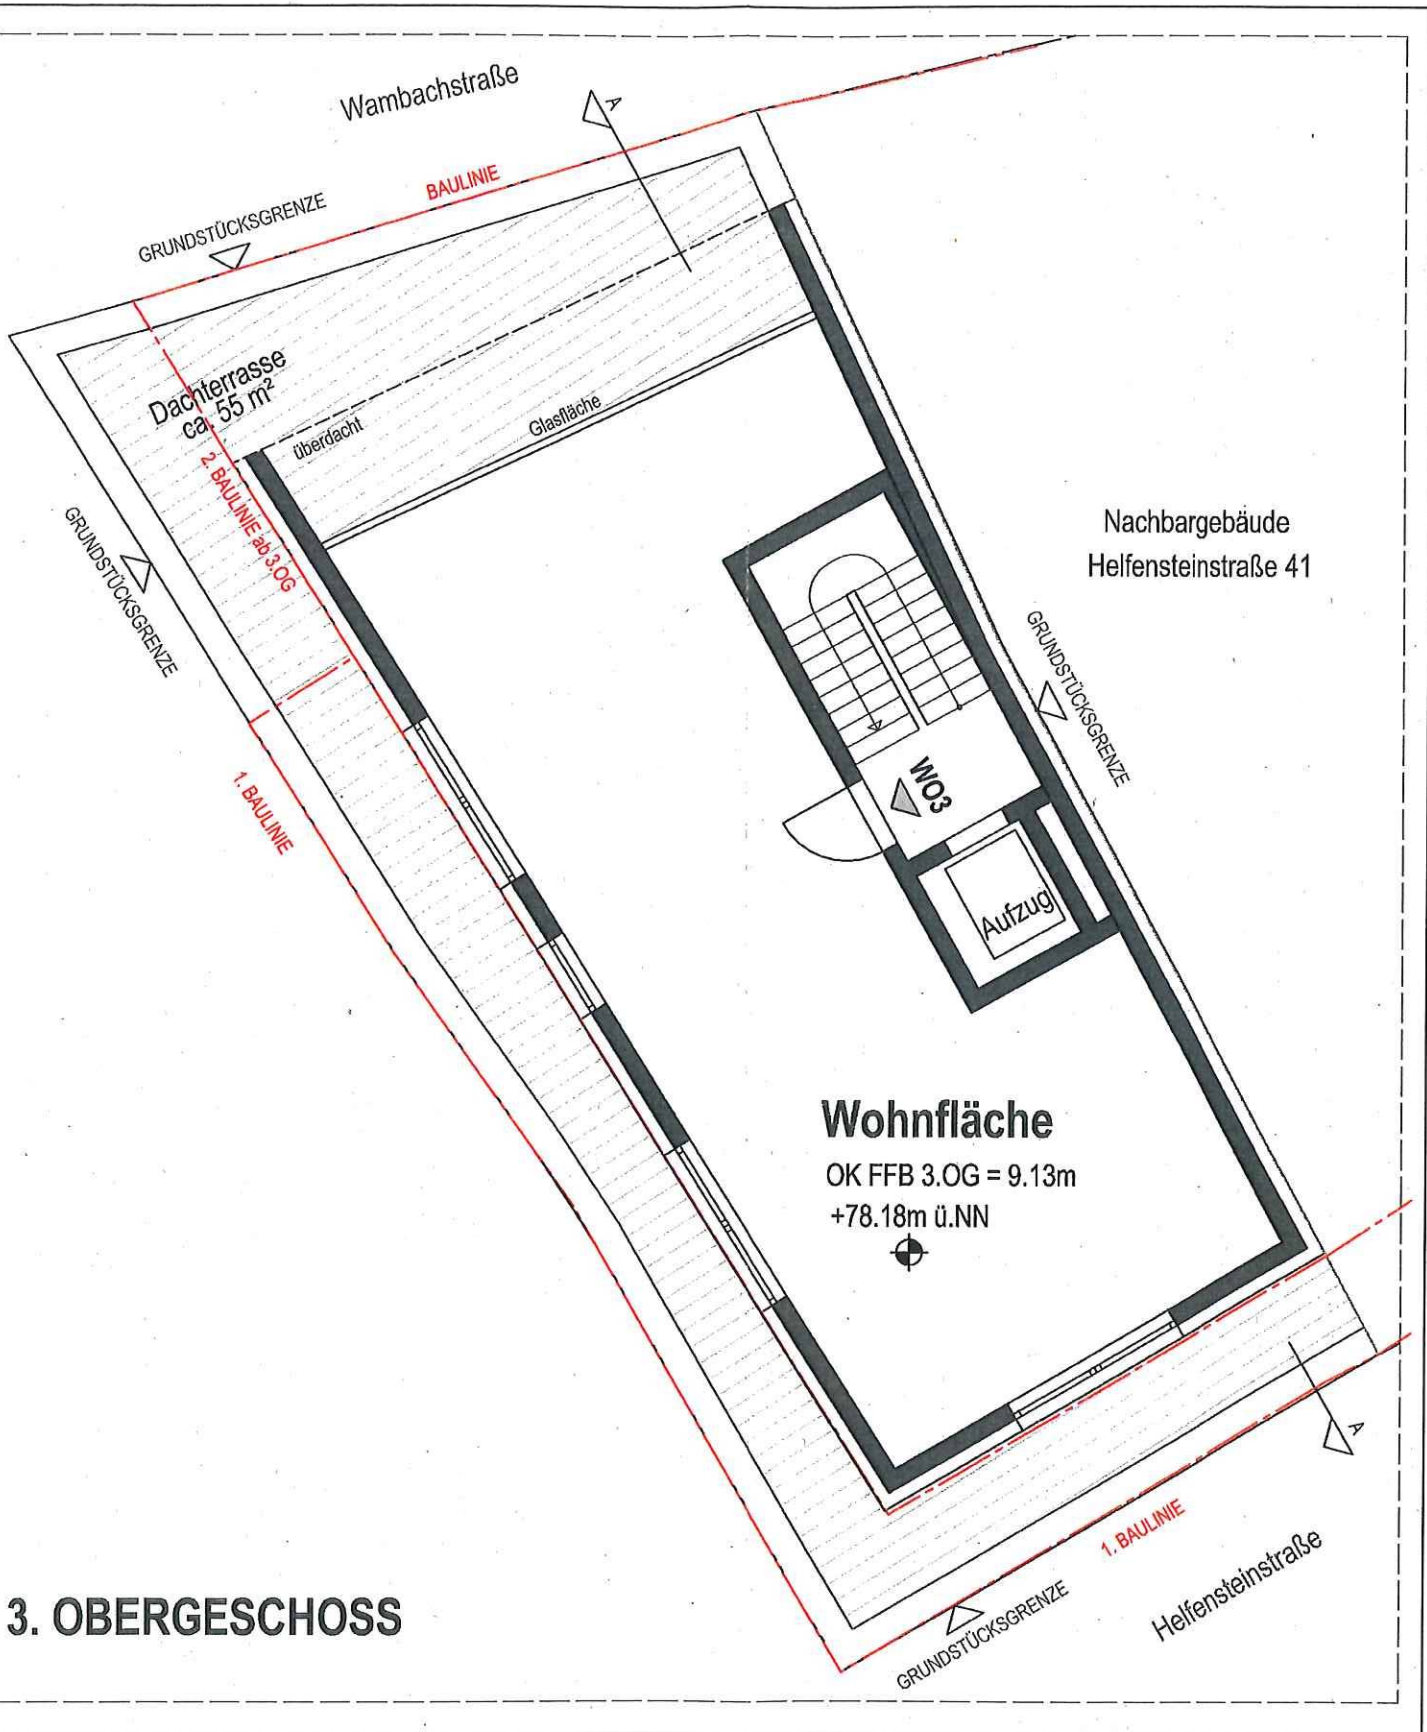 Wambachstraße
A
BAULINIE
GRUNDSTÜCKSGRENZE
Dachterrasse
ca. 55 m²
überdacht
Glasfläche
2. BAULINIE ab 3.OG
GRUNDSTÜCKSGRENZE
Nachbargebäude
Helfensteinstraße 41
GRUNDSTÜCKSGRENZE
1. BAULINIE
WO3
Aufzug
Wohnfläche
OK FFB 3.OG = 9.13m
+78.18m ü.NN
A
1. BAULINIE
Helfensteinstraße
GRUNDSTÜCKSGRENZE
3. OBERGESCHOSS